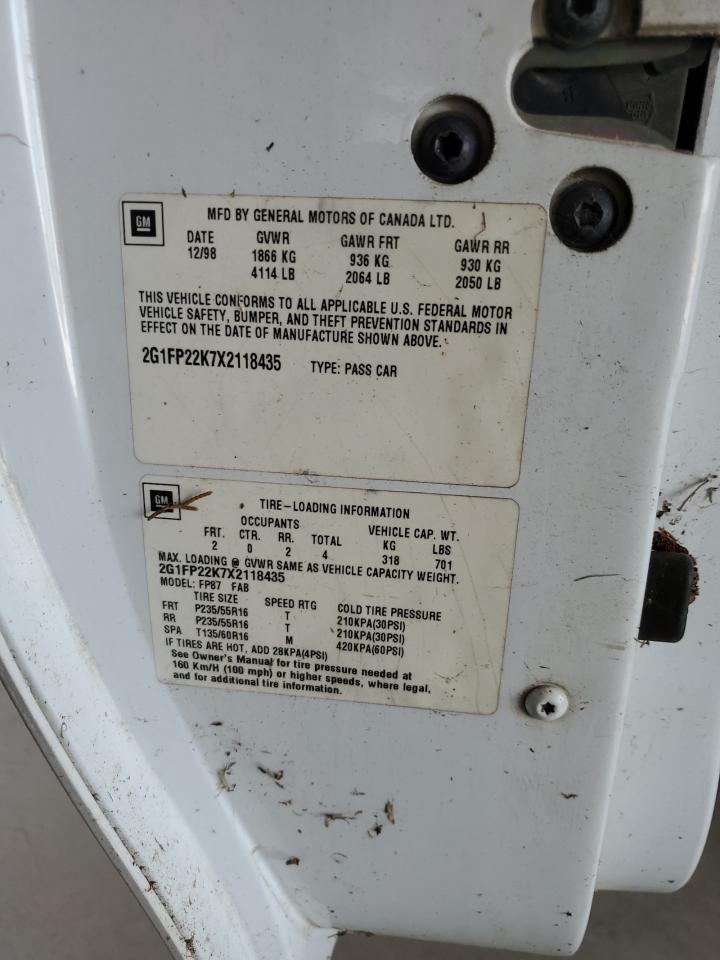 GM
MFD BY GENERAL MOTORS OF CANADA LTD.
DATE GVWR GAWR FRT GAWR RR
12/98 1866 KG 936 KG 930 KG
4114 LB 2064 LB 2050 LB
THIS VEHICLE CONFORMS TO ALL APPLICABLE U.S. FEDERAL MOTOR
VEHICLE SAFETY, BUMPER, AND THEFT PREVENTION STANDARDS IN
EFFECT ON THE DATE OF MANUFACTURE SHOWN ABOVE.
2G1FP22K7X2118435 TYPE: PASS CAR
GM
TIRE-LOADING INFORMATION
OCCUPANTS VEHICLE CAP. WT.
FRT. CTR. RR. TOTAL KG LBS
2 0 2 4 318 701
MAX. LOADING @ GVWR SAME AS VEHICLE CAPACITY WEIGHT.
2G1FP22K7X2118435
MODEL: FP87 FAB
TIRE SIZE SPEED RTG COLD TIRE PRESSURE
FRT P235/55R16 T 210KPA(30PSI)
RR P235/55R16 T 210KPA(30PSI)
SPA T135/60R16 M 420KPA(60PSI)
IF TIRES ARE HOT, ADD 28KPA(4PSI)
See Owner's Manual for tire pressure needed at
160 Km/H (100 mph) or higher speeds, where legal,
and for additional tire information.